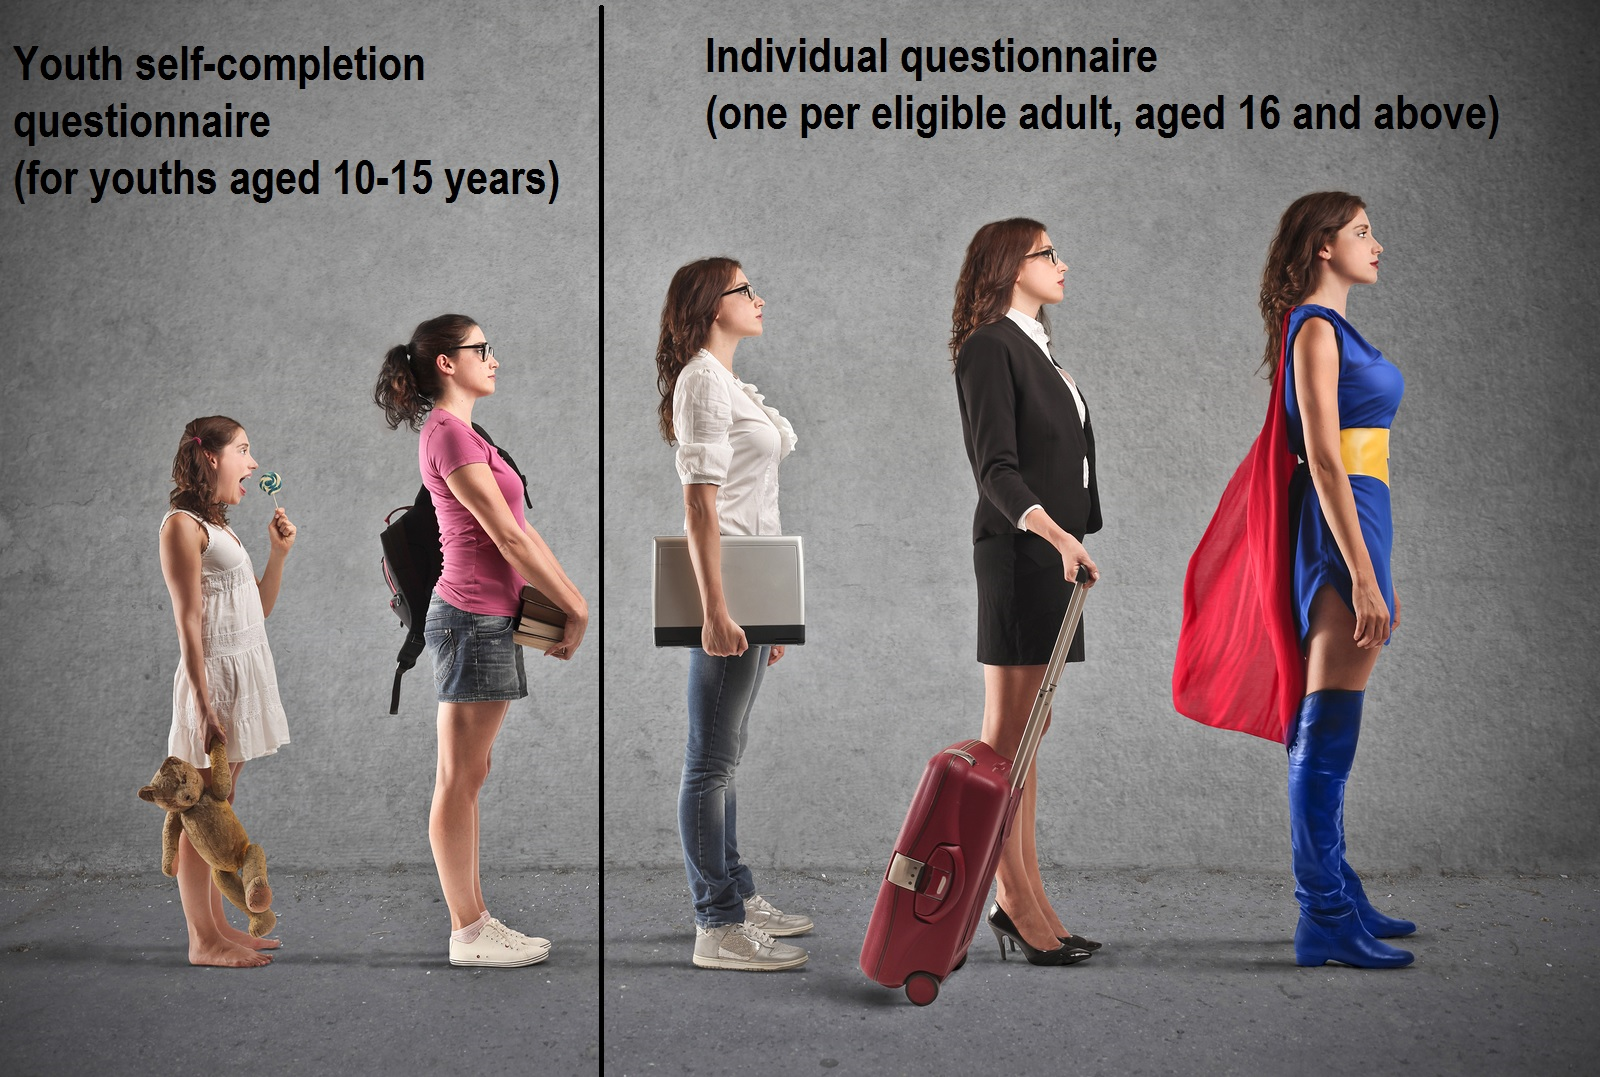 Youth self-completion
questionnaire
(for youths aged 10-15 years)
Individual questionnaire
(one per eligible adult, aged 16 and above)